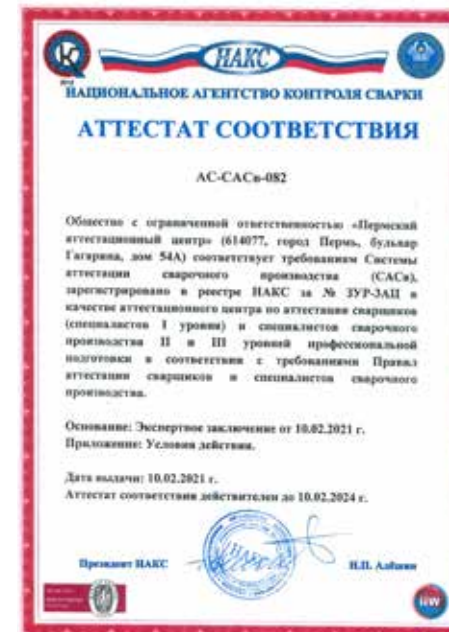 НАКС
НАЦИОНАЛЬНОЕ АГЕНТСТВО КОНТРОЛЯ СВАРКИ
АТТЕСТАТ СООТВЕТСТВИЯ
АС-САСв-082
Общество с ограниченной ответственностью «Пермский
аттестационный центр» (614077, город Пермь, бульвар
Гагарина, дом 54А) соответствует требованиям Системы
аттестации сварочного производства (САСв),
зарегистрировано в реестре НАКС за № ЗУР-3АЦ в
качестве аттестационного центра по аттестации сварщиков
(специалистов I уровня) и специалистов сварочного
производства II и III уровней профессиональной
подготовки в соответствии с требованиями Правил
аттестации сварщиков и специалистов сварочного
производства.
Основание: Экспертное заключение от 10.02.2021 г.
Приложение: Условия действия.
Дата выдачи: 10.02.2021 г.
Аттестат соответствия действителен до 10.02.2024 г.
НАКС
Президент НАКС
Н.П. Алёшин
IIW